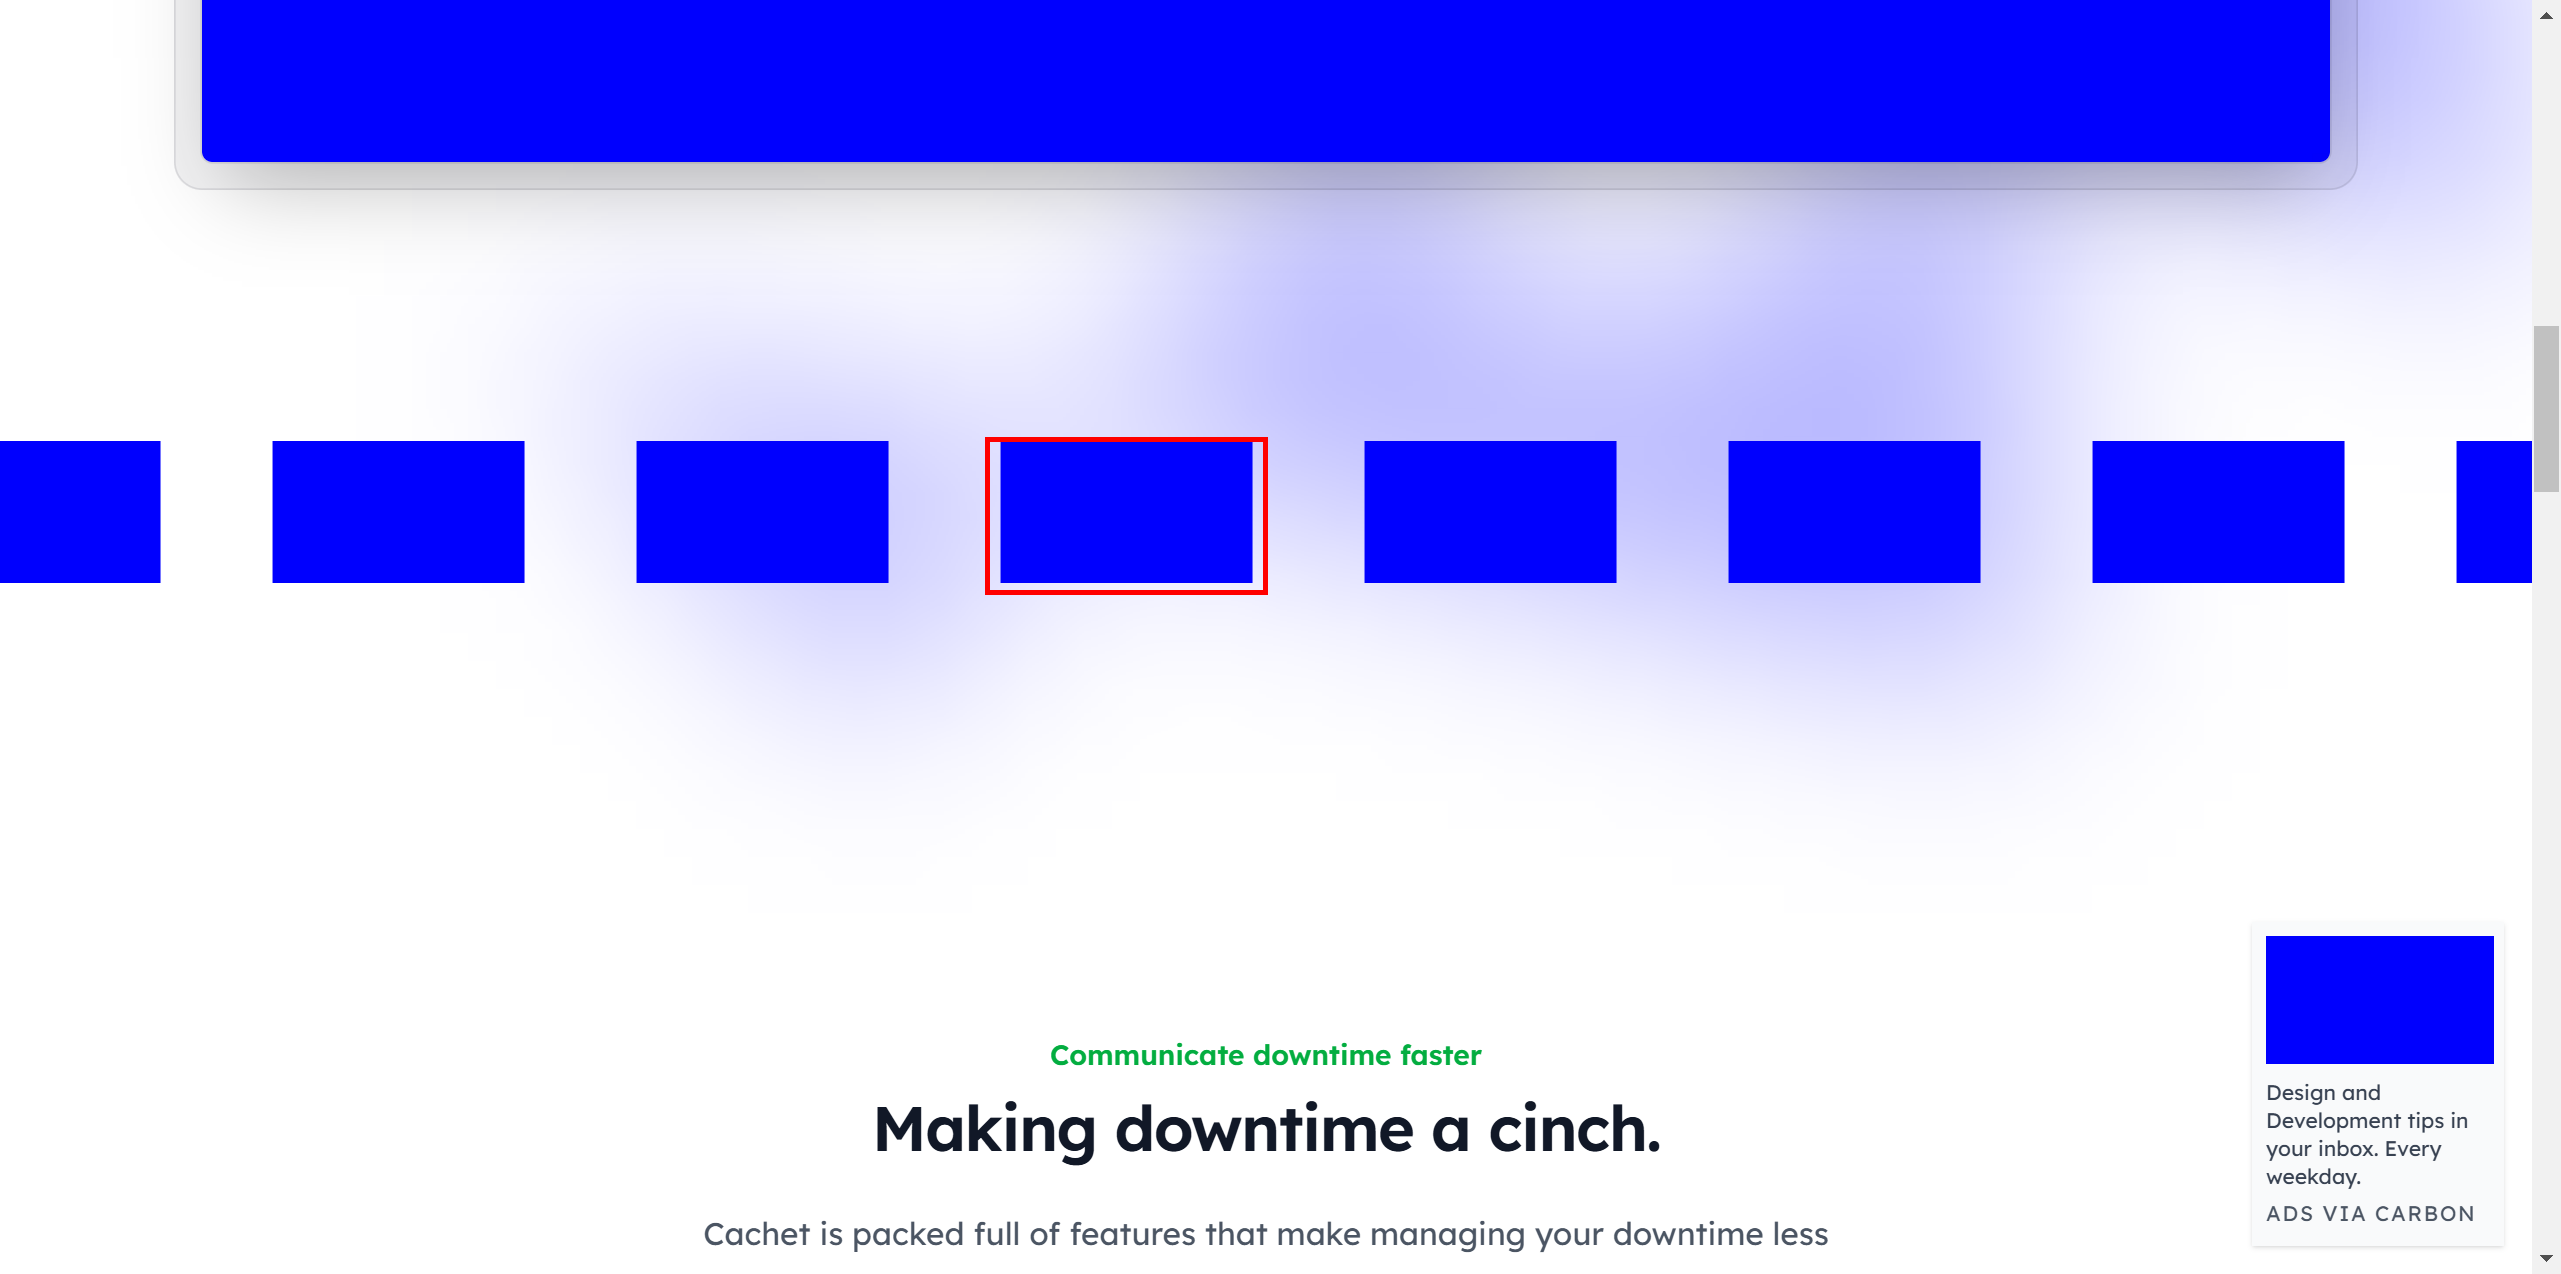 Communicate downtime faster
Making downtime a cinch.
Cachet is packed full of features that make managing your downtime less
Design and
Development tips in
your inbox. Every
weekday.
ADS VIA CARBON